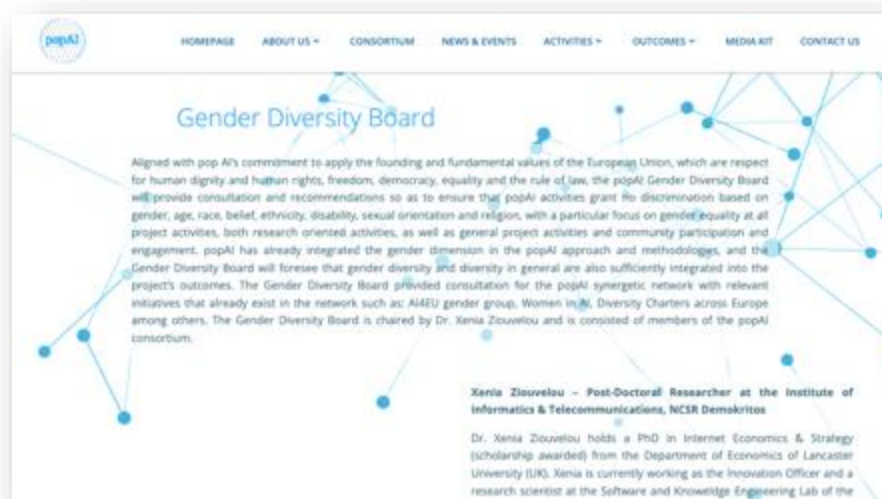 popAI
HOMEPAGE ABOUT US CONSORTIUM NEWS & EVENTS ACTIVITIES OUTCOMES MEDIA KIT CONTACT US
Gender Diversity Board
Aligned with pop AI's commitment to apply the founding and fundamental values of the European Union, which are respect
for human dignity and human rights, freedom, democracy, equality and the rule of law, the popAI Gender Diversity Board
will provide consultation and recommendations so as to ensure that popAI activities grant no discrimination based on
gender, age, race, belief, ethnicity, disability, sexual orientation and religion, with a particular focus on gender equality at all
project activities, both research oriented activities, as well as general project activities and community participation and
engagement. popAI has already integrated the gender dimension in the popAI approach and methodologies, and the
Gender Diversity Board will foresee that gender diversity and diversity in general are also sufficiently integrated into the
project's outcomes. The Gender Diversity Board provided consultation for the popAI synergetic network with relevant
initiatives that already exist in the network such as: AI4EU gender group, Women in AI, Diversity Charters across Europe
among others. The Gender Diversity Board is chaired by Dr. Xenia Ziouvelou and is consisted of members of the popAI
consortium.
Xenia Ziouvelou – Post-Doctoral Researcher at the Institute of
Informatics & Telecommunications, NCSR Demokritos
Dr. Xenia Ziouvelou holds a PhD in Internet Economics & Strategy
(scholarship awarded) from the Department of Economics of Lancaster
University (UK). Xenia is currently working as the Innovation Officer and a
research scientist at the Software and Knoweldge Engineering Lab of the